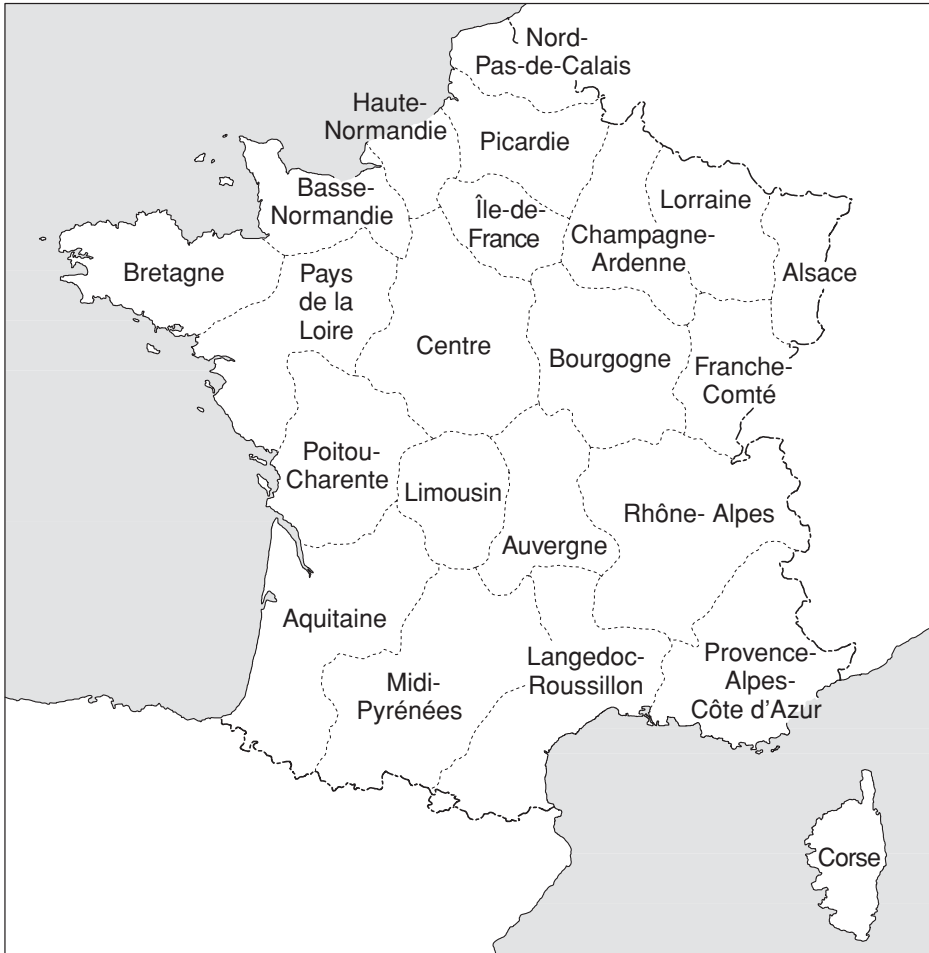 Nord-
Pas-de-Calais
Haute-
Normandie
Picardie
Basse-
Normandie
Île-de-
France
Lorraine
Champagne-
Ardenne
Alsace
Bretagne
Pays
de la
Loire
Centre
Bourgogne
Franche-
Comté
Poitou-
Charente
Limousin
Auvergne
Rhône- Alpes
Aquitaine
Midi-
Pyrénées
Langedoc-
Roussillon
Provence-
Alpes-
Côte d'Azur
Corse